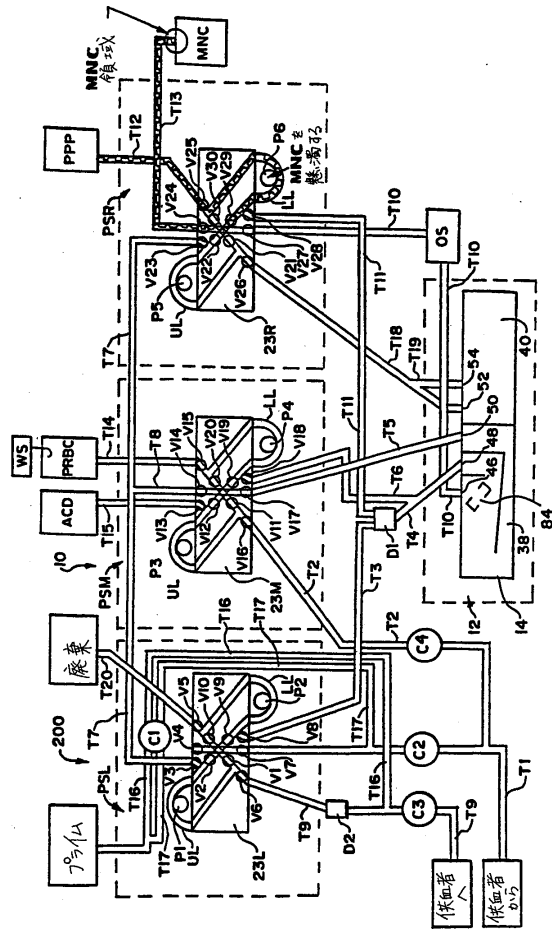 プライム
廃棄
ACD
PRBC
WS
PPP
MNC
MNC
領域
200
10
PSL
PSM
PSR
T20
T15
T14
T12
T13
T7
T16
C1
T16
T17
T7
T8
T7
T17
P1
UL
V3
V2
V4
V5
V10
V9
LL
P2
V1
V7
V8
V6
23L
P3
UL
V13
V12
V14
V15
V20
V19
LL
P4
V11
V17
V18
V16
23M
P5
UL
V23
V22
V24
V25
V30
V29
P6
LL
MNCを
懸濁する
V21
V27
V28
V26
23R
T9
D2
T17
T16
T3
T2
D1
T4
T6
T5
T11
T11
T18
T19
T10
OS
T10
T10
C3
C2
C4
T2
T9
T1
供血者
へ
供血者
から
12
14
38
84
46
48
50
52
54
40